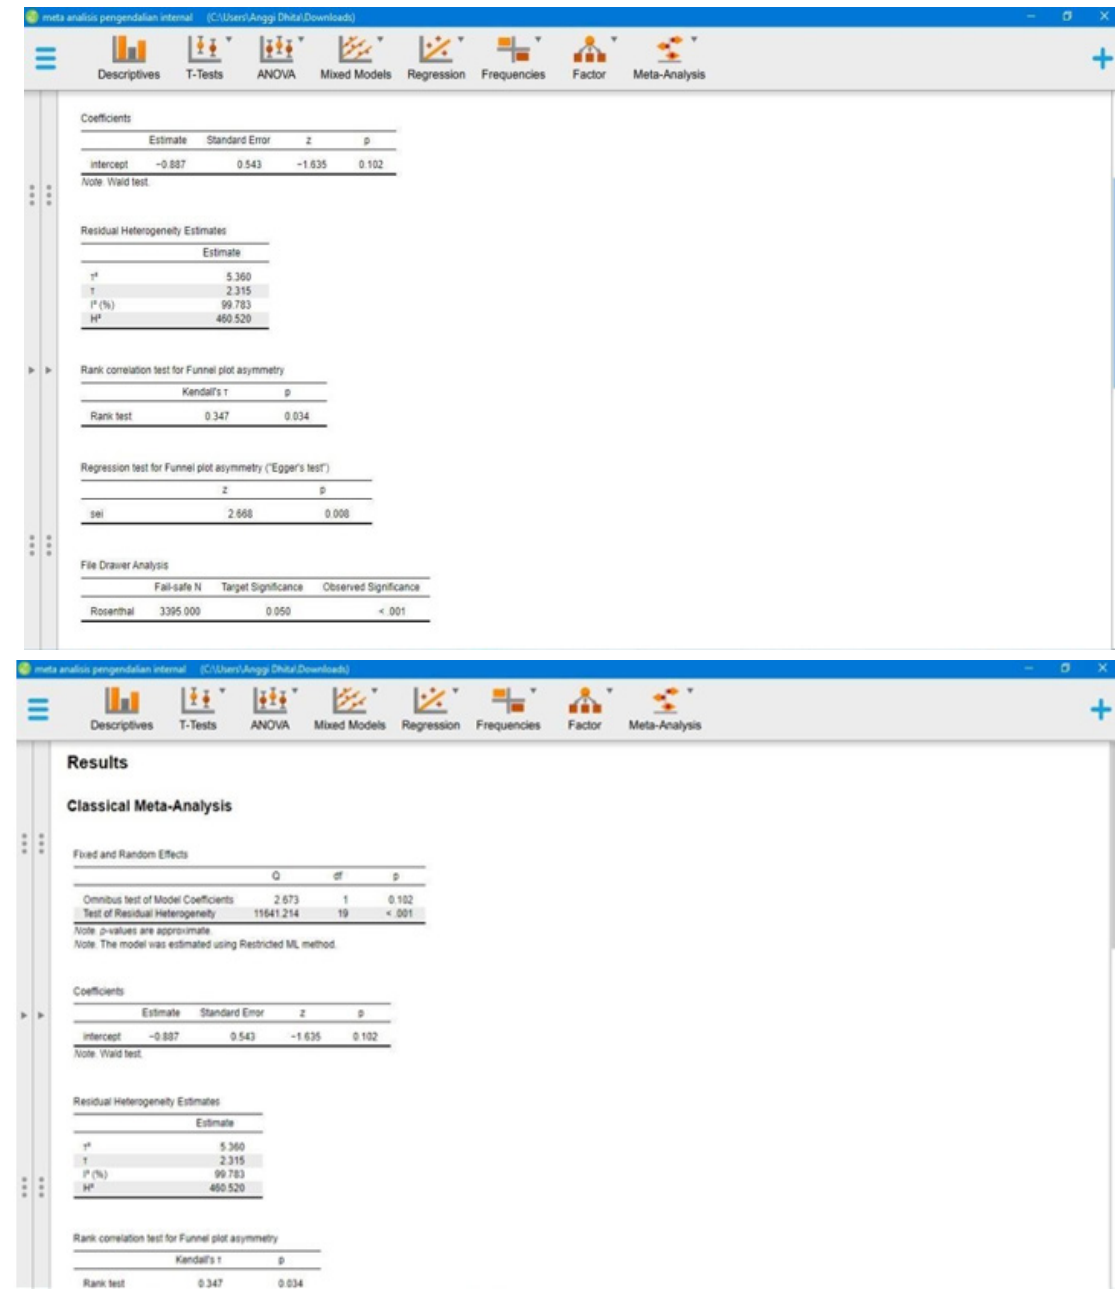 meta analisis pengendalian internal (C:\Users\Anggi Dhita\Downloads)
Descriptives T-Tests ANOVA Mixed Models Regression Frequencies Factor Meta-Analysis
Coefficients
Estimate Standard Error z p
intercept −0.887 0.543 −1.635 0.102
Note. Wald test.
Residual Heterogeneity Estimates
Estimate
τ² 5.360
τ 2.315
I² (%) 99.783
H² 460.520
Rank correlation test for Funnel plot asymmetry
Kendall's τ p
Rank test 0.347 0.034
Regression test for Funnel plot asymmetry ("Egger's test")
z p
sei 2.668 0.008
File Drawer Analysis
Fail-safe N Target Significance Observed Significance
Rosenthal 3395.000 0.050 < .001
meta analisis pengendalian internal (C:\Users\Anggi Dhita\Downloads)
Descriptives T-Tests ANOVA Mixed Models Regression Frequencies Factor Meta-Analysis
Results
Classical Meta-Analysis
Fixed and Random Effects
Q df p
Omnibus test of Model Coefficients 2.673 1 0.102
Test of Residual Heterogeneity 11641.214 19 < .001
Note. p-values are approximate.
Note. The model was estimated using Restricted ML method.
Coefficients
Estimate Standard Error z p
intercept −0.887 0.543 −1.635 0.102
Note. Wald test.
Residual Heterogeneity Estimates
Estimate
τ² 5.360
τ 2.315
I² (%) 99.783
H² 460.520
Rank correlation test for Funnel plot asymmetry
Kendall's τ p
Rank test 0.347 0.034